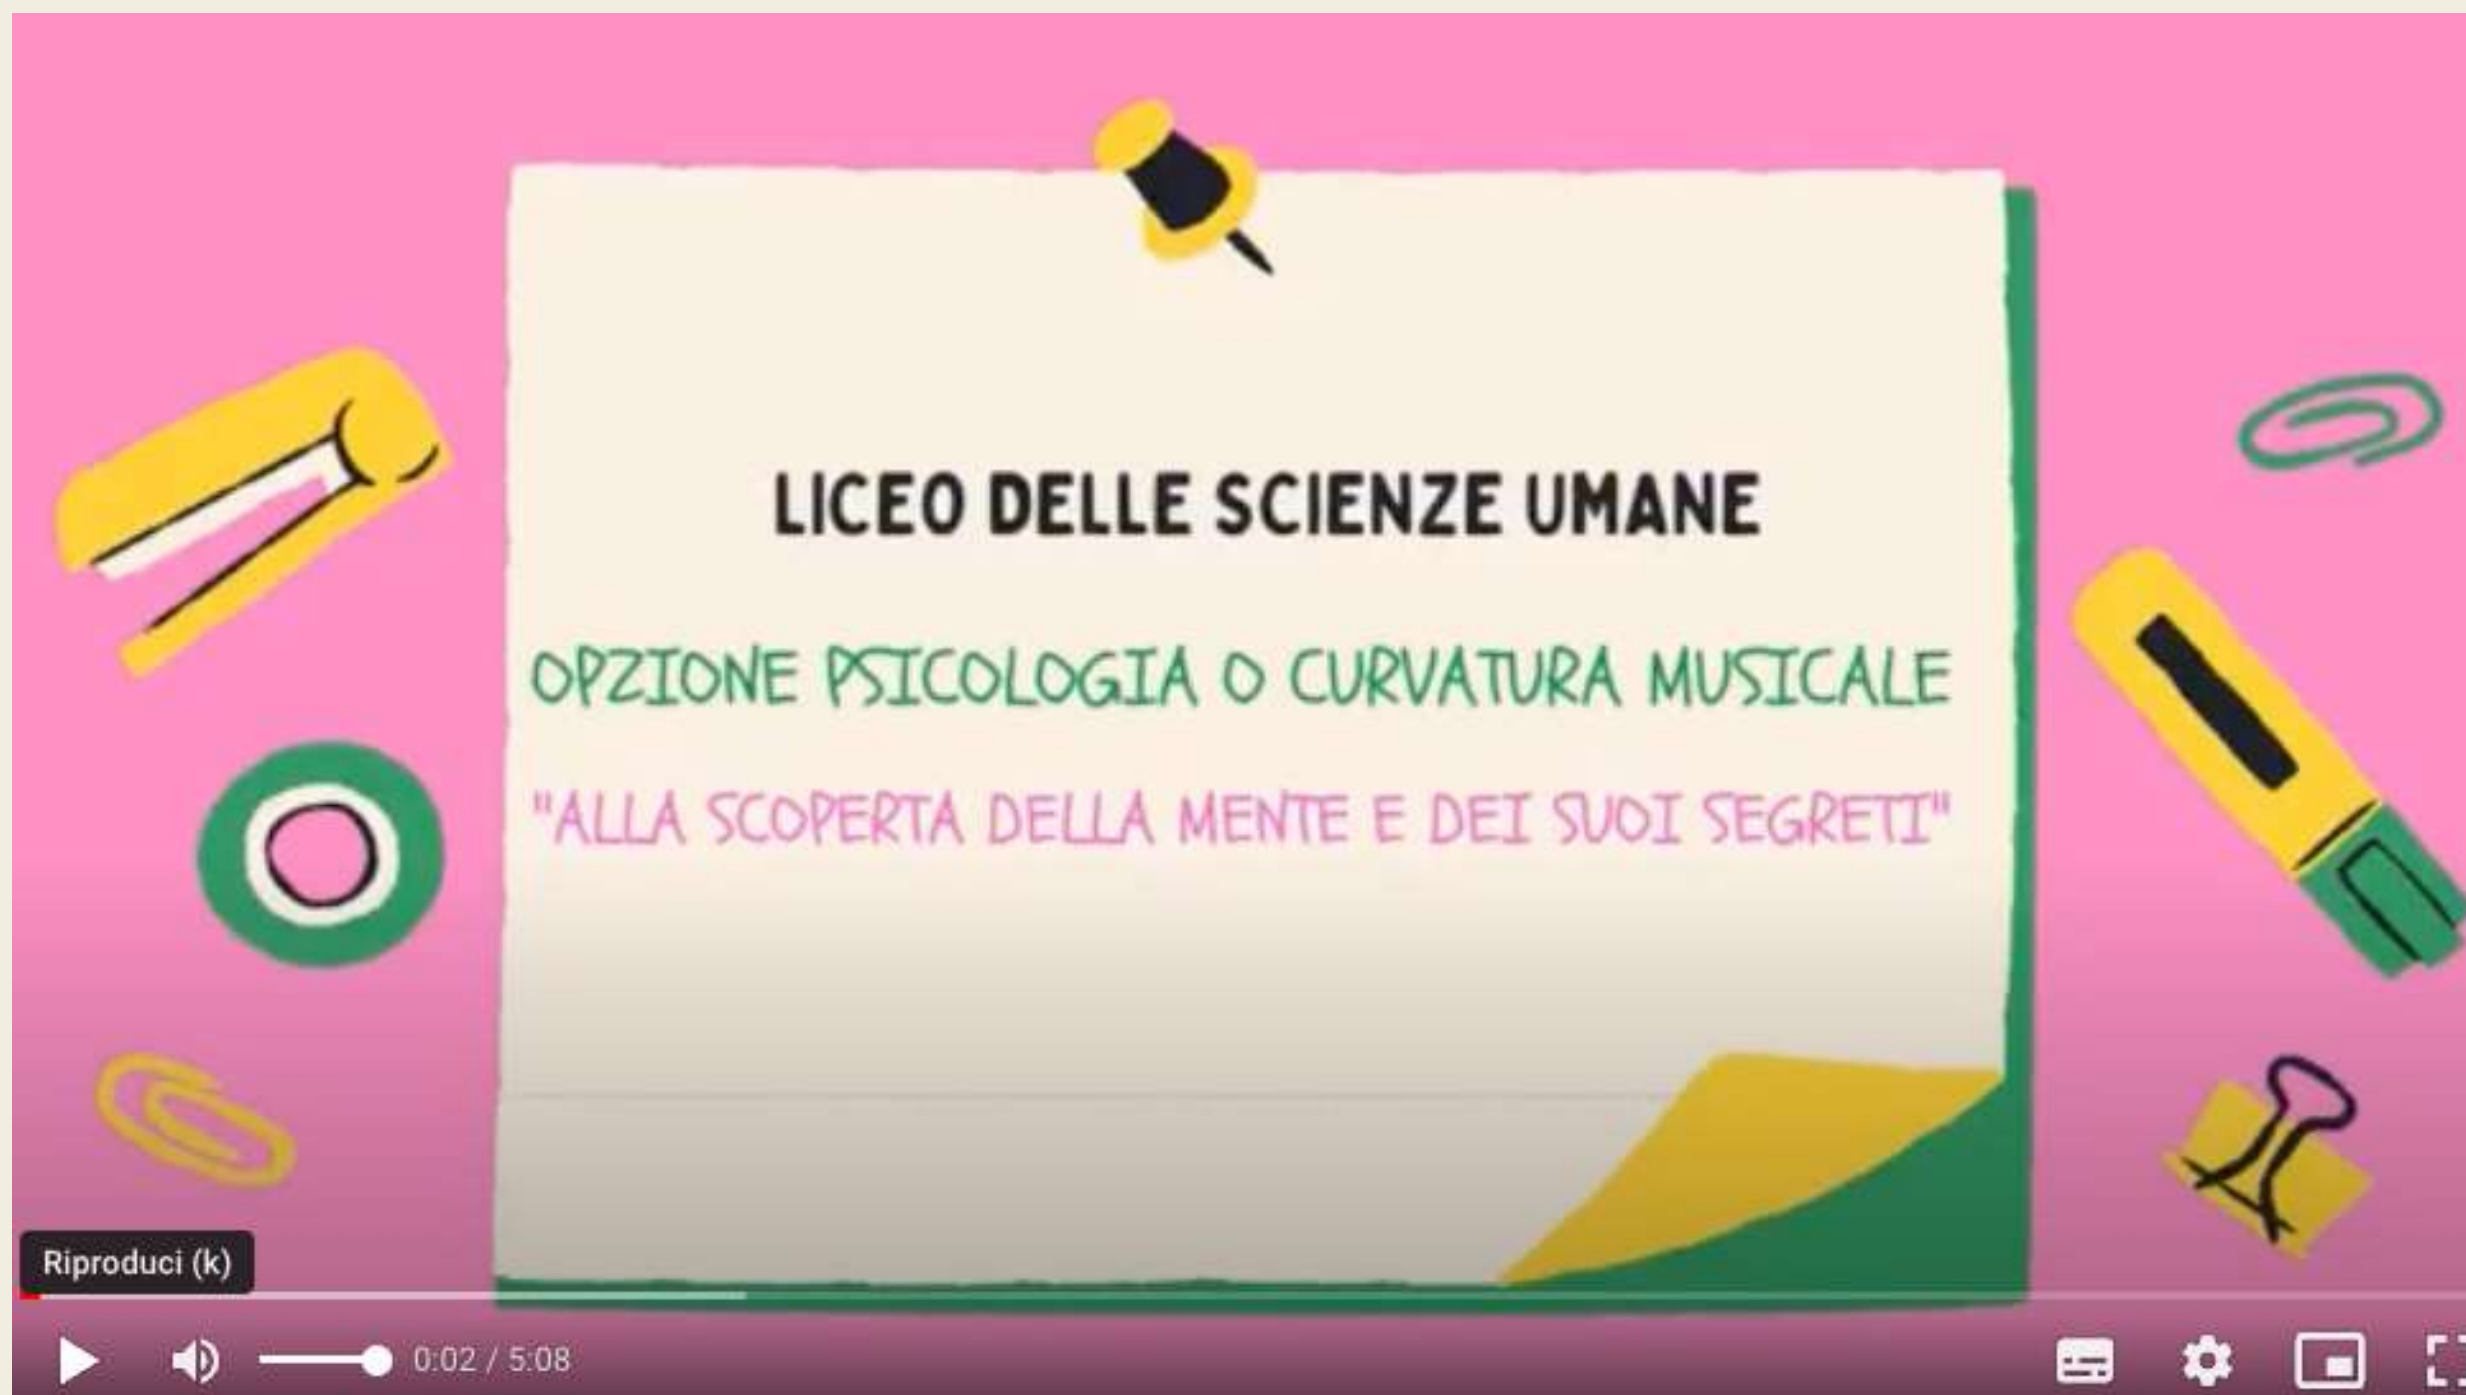 LICEO DELLE SCIENZE UMANE
OPZIONE PSICOLOGIA O CURVATURA MUSICALE
"ALLA SCOPERTA DELLA MENTE E DEI SUOI SEGRETI"
Riproduci (k)
0:02 / 5:08